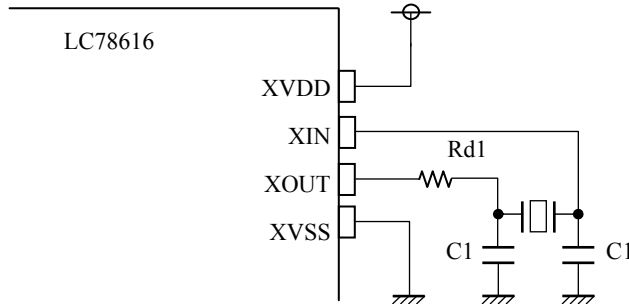 LC78616
XVDD
XIN
Rd1
XOUT
XVSS
C1
C1